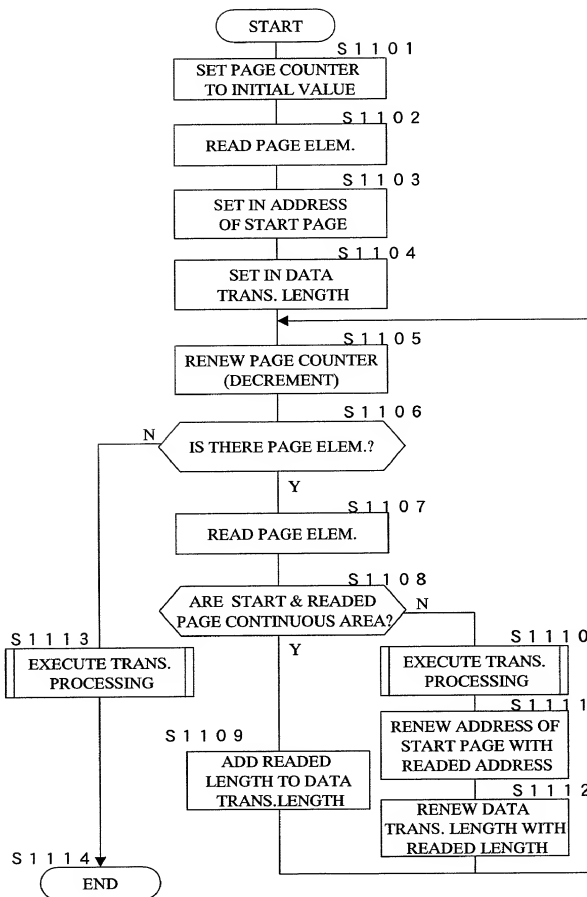 START
S1101
SET PAGE COUNTER
TO INITIAL VALUE
S1102
READ PAGE ELEM.
S1103
SET IN ADDRESS
OF START PAGE
S1104
SET IN DATA
TRANS. LENGTH
S1105
RENEW PAGE COUNTER
(DECREMENT)
S1106
N
IS THERE PAGE ELEM.?
Y
S1107
READ PAGE ELEM.
S1108
ARE START & READED
PAGE CONTINUOUS AREA?
N
Y
S1113
EXECUTE TRANS.
PROCESSING
S1110
EXECUTE TRANS.
PROCESSING
S1111
RENEW ADDRESS OF
START PAGE WITH
READED ADDRESS
S1109
ADD READED
LENGTH TO DATA
TRANS.LENGTH
S1112
RENEW DATA
TRANS. LENGTH WITH
READED LENGTH
S1114
END